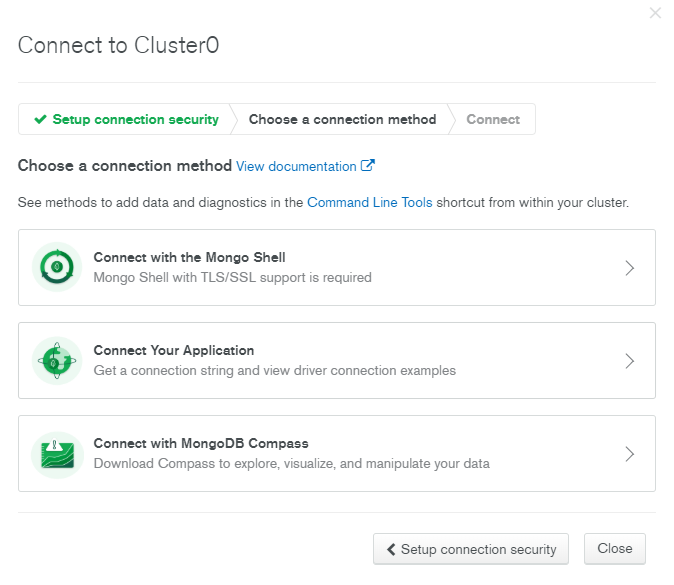 Connect to Cluster0
Setup connection security
Choose a connection method
Connect
Choose a connection method View documentation
See methods to add data and diagnostics in the Command Line Tools shortcut from within your cluster.
Connect with the Mongo Shell
Mongo Shell with TLS/SSL support is required
Connect Your Application
Get a connection string and view driver connection examples
Connect with MongoDB Compass
Download Compass to explore, visualize, and manipulate your data
Setup connection security
Close